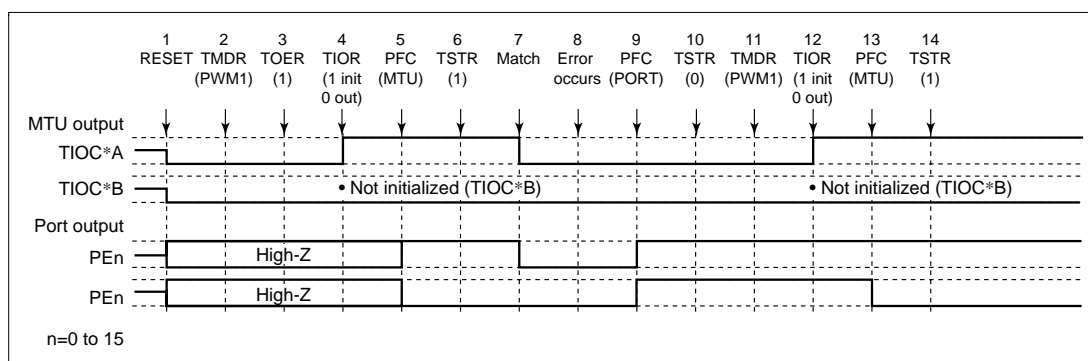 1 2 3 4 5 6 7 8 9 10 11 12 13 14
RESET TMDR TOER TIOR PFC TSTR Match Error PFC TSTR TMDR TIOR PFC TSTR
(PWM1) (1) (1 init (MTU) (1) occurs (PORT) (0) (PWM1) (1 init (MTU) (1)
0 out) 0 out)
MTU output
TIOC*A
TIOC*B • Not initialized (TIOC*B) • Not initialized (TIOC*B)
Port output
PEn High-Z
PEn High-Z
n=0 to 15